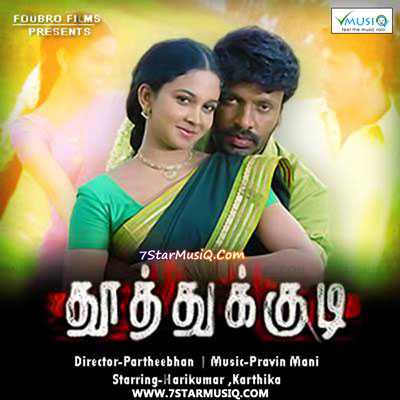 FOUBRO FILMS
PRESENTS
VMUSIQ
feel the music rain
7StarMusiQ.Com
தூத்துக்குடி
Director-Partheebhan | Music-Pravin Mani
Starring-Harikumar ,Karthika
WWW.7STARMUSIQ.COM